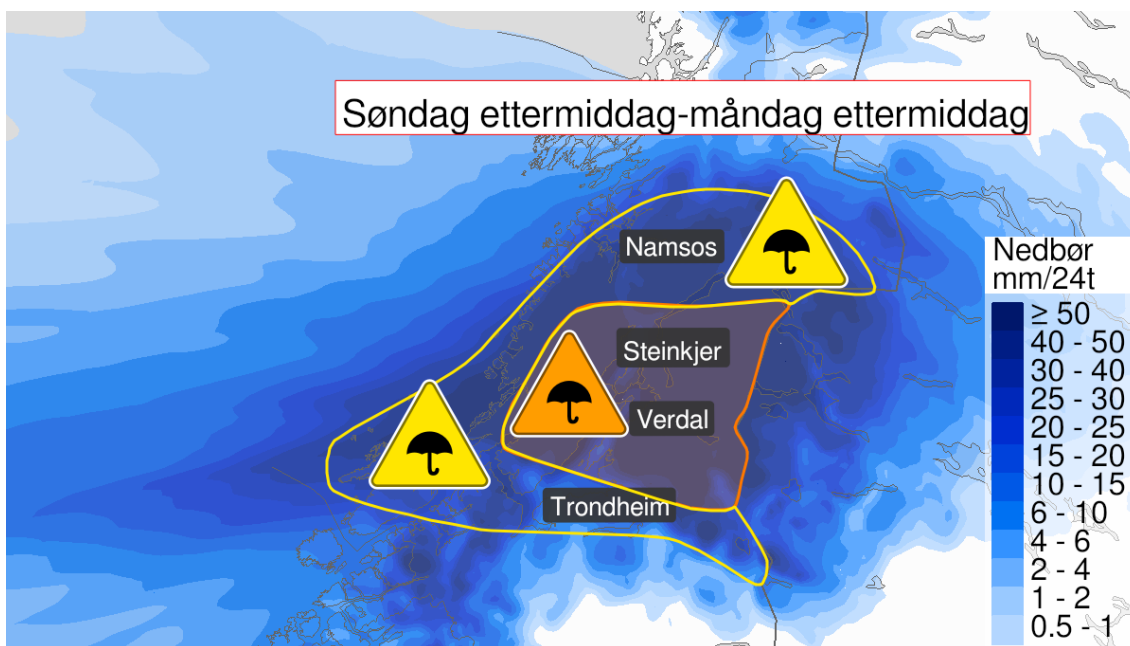 Søndag ettermiddag-måndag ettermiddag
Namsos
Steinkjer
Verdal
Trondheim
Nedbør
mm/24t
≥ 50
40 - 50
30 - 40
25 - 30
20 - 25
15 - 20
10 - 15
6 - 10
4 - 6
2 - 4
1 - 2
0.5 - 1